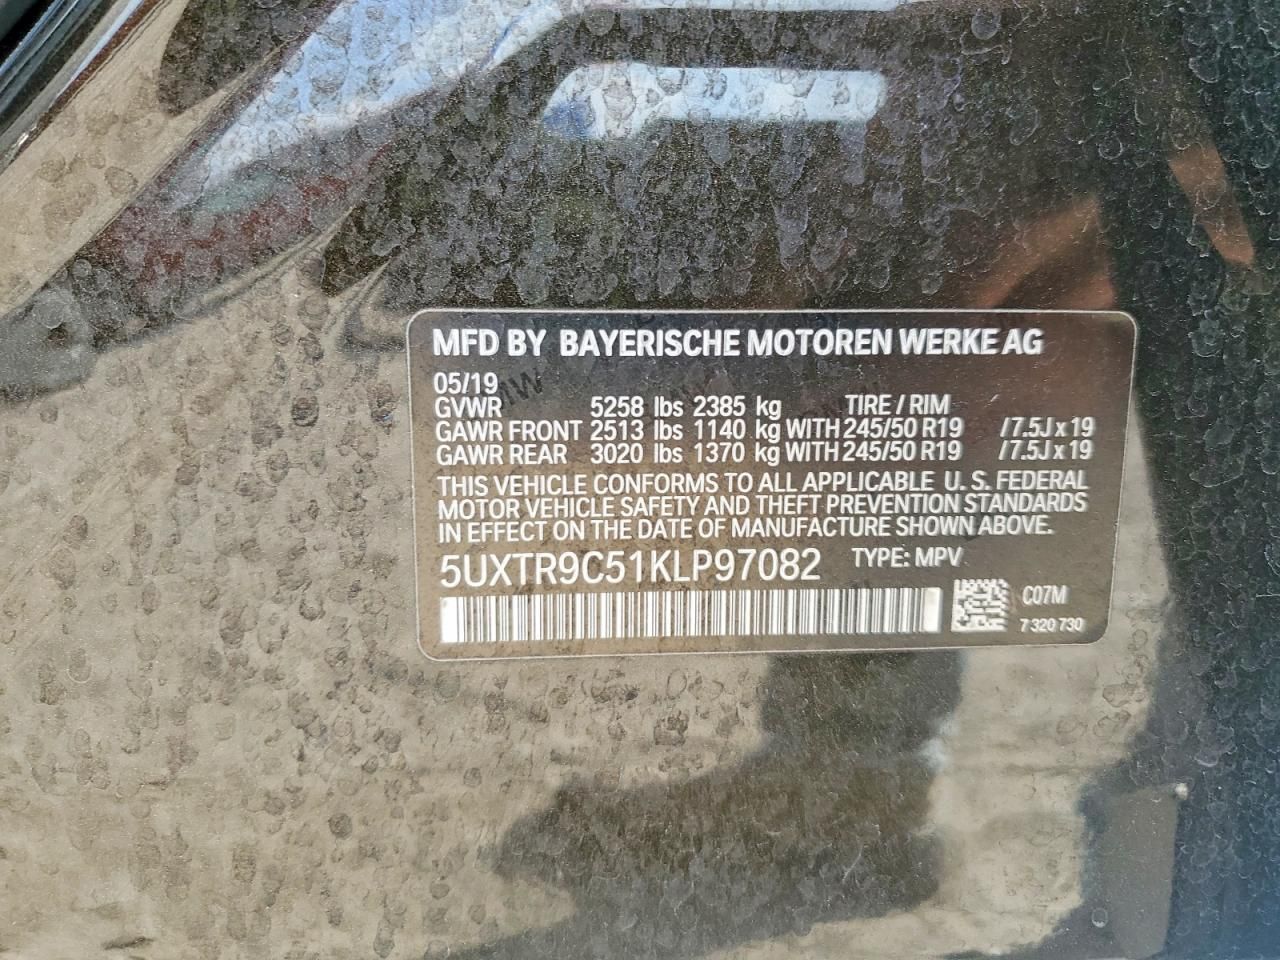 MFD BY BAYERISCHE MOTOREN WERKE AG
05/19
GVWR 5258 lbs 2385 kg TIRE / RIM
GAWR FRONT 2513 lbs 1140 kg WITH 245/50 R19 /7.5J x 19
GAWR REAR 3020 lbs 1370 kg WITH 245/50 R19 /7.5J x 19
THIS VEHICLE CONFORMS TO ALL APPLICABLE U. S. FEDERAL
MOTOR VEHICLE SAFETY AND THEFT PREVENTION STANDARDS
IN EFFECT ON THE DATE OF MANUFACTURE SHOWN ABOVE.
5UXTR9C51KLP97082 TYPE: MPV
C07M
7 320 730